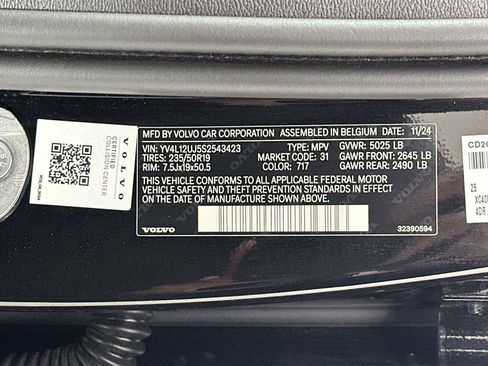 MFD BY VOLVO CAR CORPORATION ASSEMBLED IN BELGIUM DATE 11/24
VIN: YV4L12UJ5S2543423 TYPE: MPV GVWR: 5025 LB
TIRES: 235/50R19 MARKET CODE: 31 GAWR FRONT: 2645 LB
RIM: 7.5Jx19x50.5 COLOR: 717 GAWR REAR: 2490 LB
THIS VEHICLE CONFORMS TO ALL APPLICABLE FEDERAL MOTOR
VEHICLE SAFETY AND THEFT PREVENTION STANDARDS IN EFFECT
ON THE DATE OF MANUFACTURE SHOWN ABOVE.
VOLVO 32390594
VOLVO
CERTIFIED
COLLISION CENTER
25